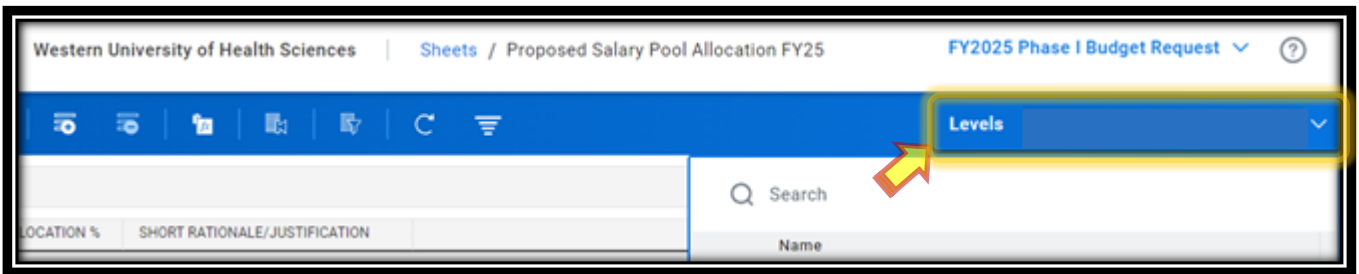 Western University of Health Sciences Sheets / Proposed Salary Pool Allocation FY25 FY2025 Phase I Budget Request
Levels
Search
LOCATION % SHORT RATIONALE/JUSTIFICATION
Name